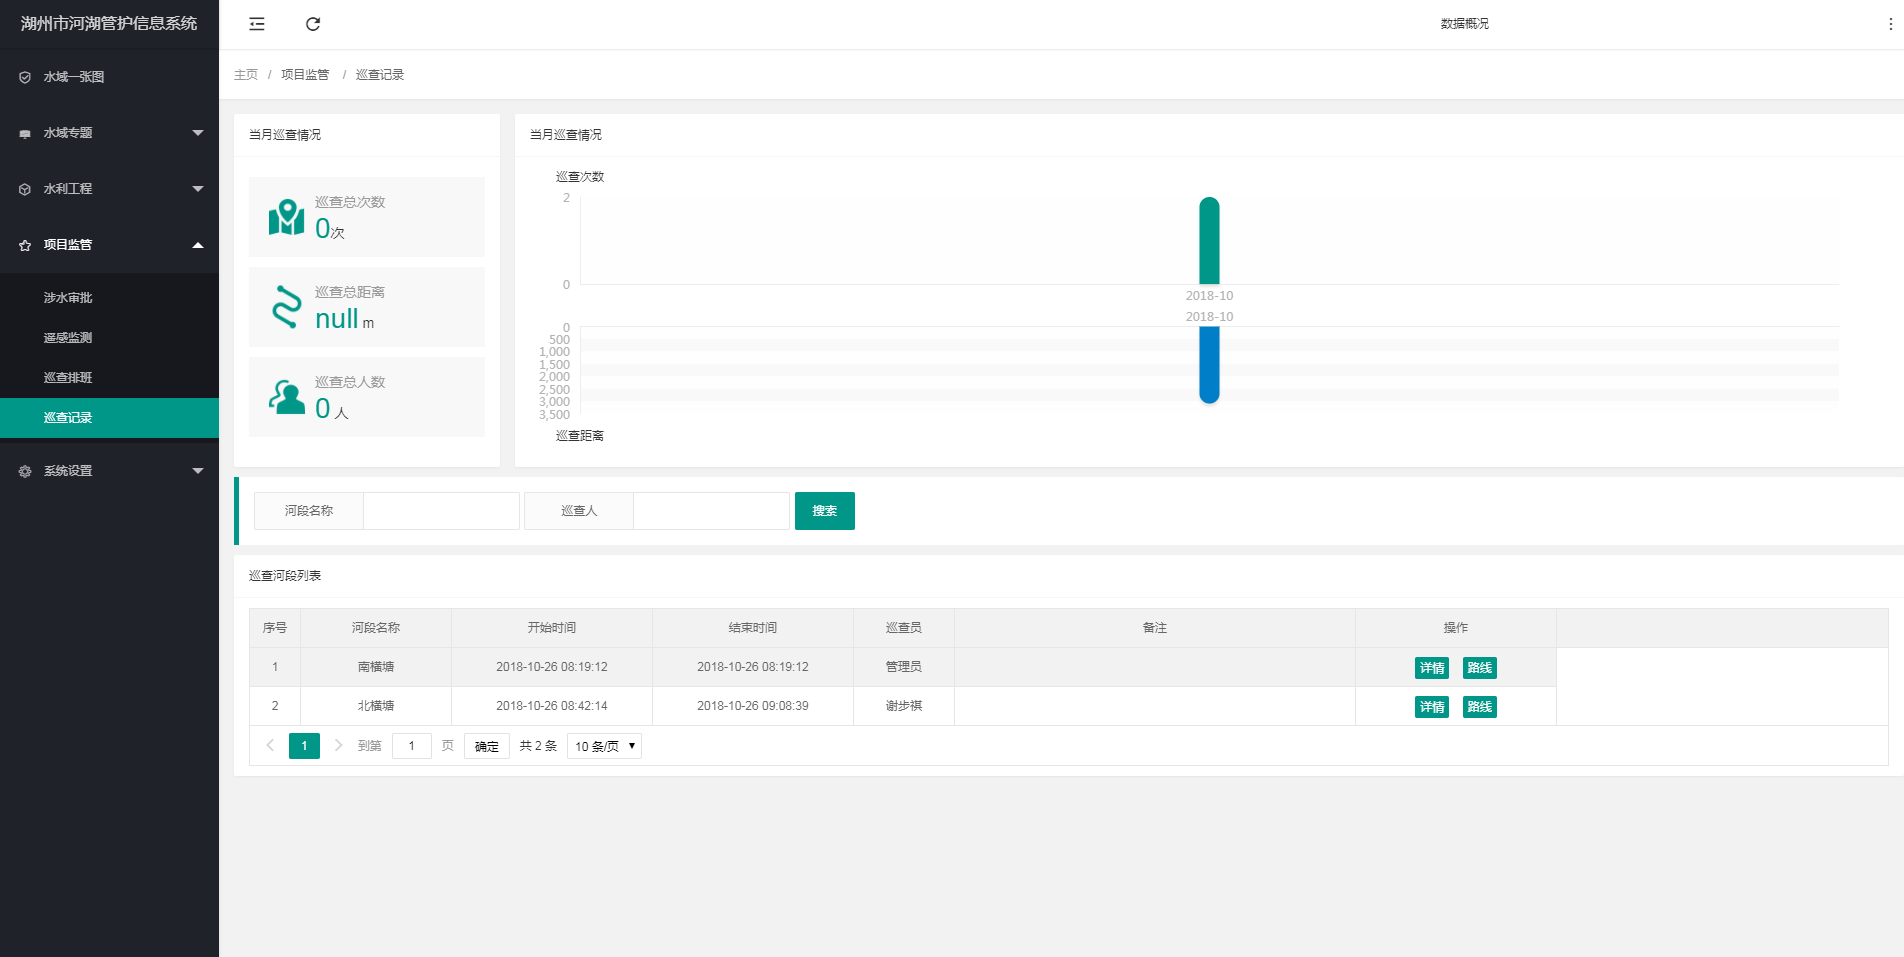 湖州市河湖管护信息系统
数据概况
水域一张图
水域专题
水利工程
项目监管
涉水审批
遥感监测
巡查排班
巡查记录
系统设置
主页 / 项目监管 / 巡查记录
当月巡查情况
巡查总次数
0次
巡查总距离
null m
巡查总人数
0 人
当月巡查情况
巡查次数
2
0
2018-10
2018-10
0
500
1,000
1,500
2,000
2,500
3,000
3,500
巡查距离
河段名称 巡查人 搜索
巡查河段列表
序号 河段名称 开始时间 结束时间 巡查员 备注 操作
1 南横塘 2018-10-26 08:19:12 2018-10-26 08:19:12 管理员 详情 路线
2 北横塘 2018-10-26 08:42:14 2018-10-26 09:08:39 谢步祺 详情 路线
1 到第 1 页 确定 共 2 条 10 条/页